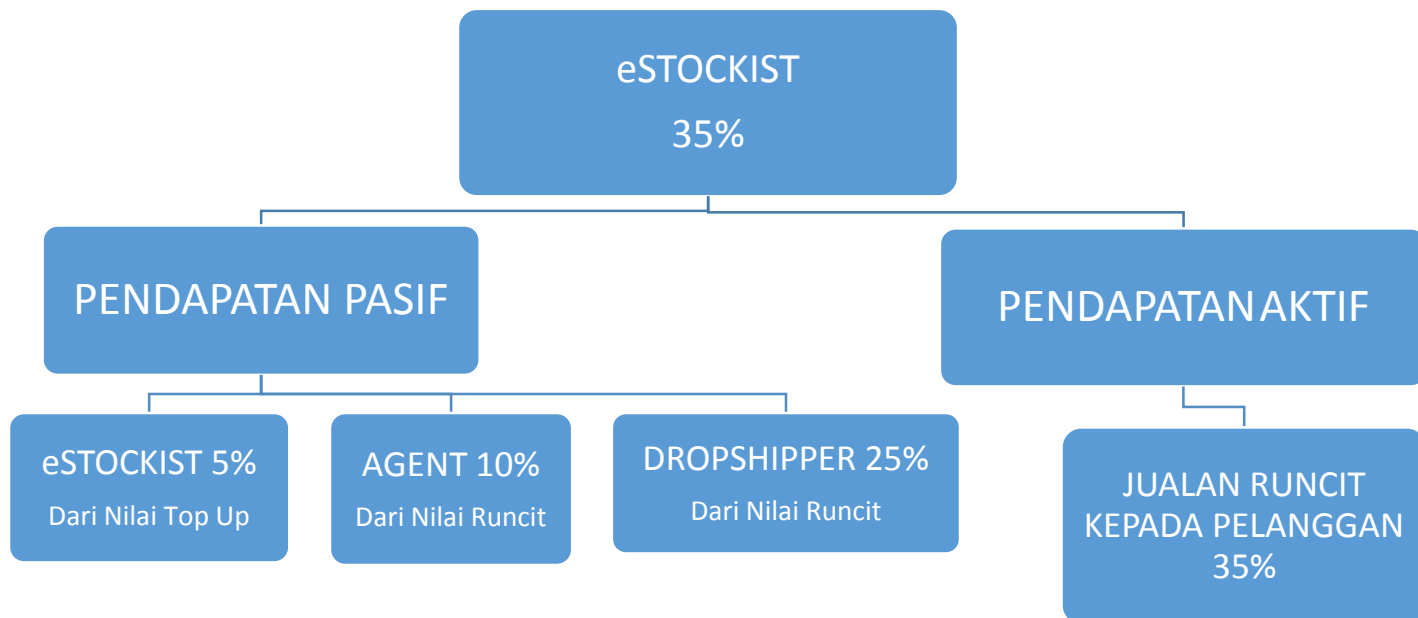 eSTOCKIST
35%
PENDAPATAN PASIF
PENDAPATAN AKTIF
eSTOCKIST 5%
Dari Nilai Top Up
AGENT 10%
Dari Nilai Runcit
DROPSHIPPER 25%
Dari Nilai Runcit
JUALAN RUNCIT
KEPADA PELANGGAN
35%